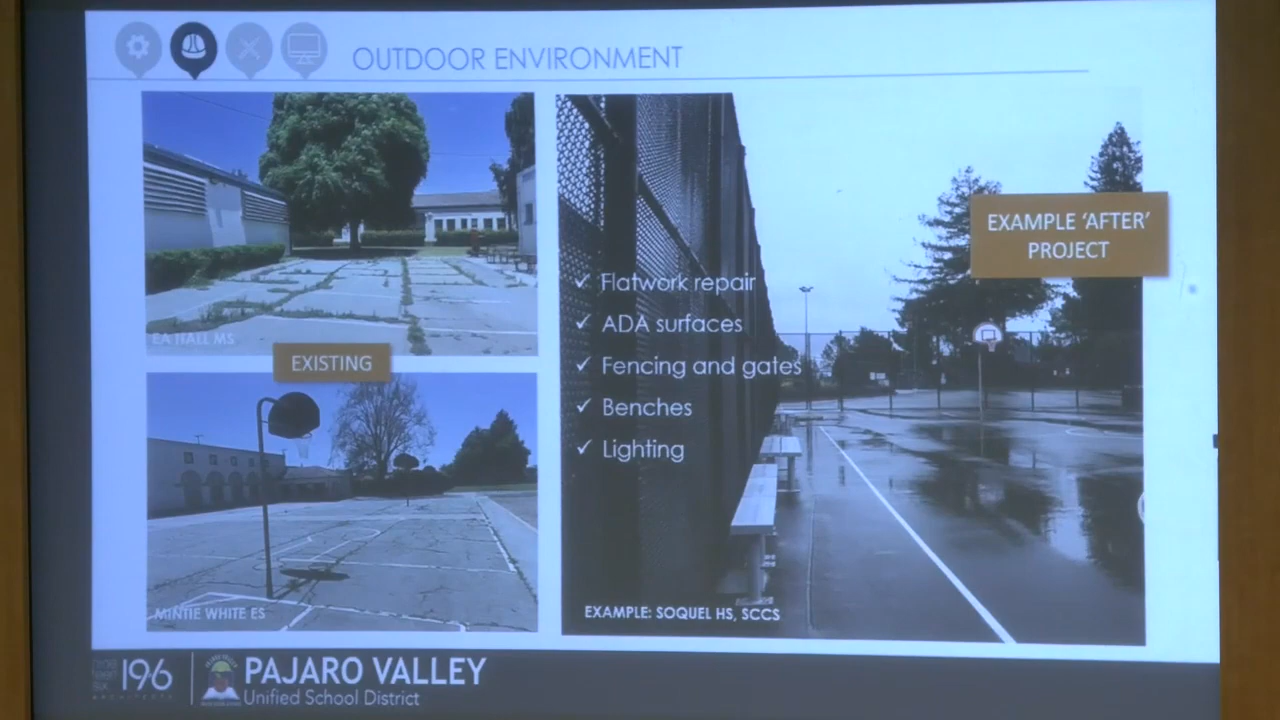 OUTDOOR ENVIRONMENT
EA HALL MS
EXISTING
MINTIE WHITE ES
EXAMPLE 'AFTER'
PROJECT
✓ Flatwork repair
✓ ADA surfaces
✓ Fencing and gates
✓ Benches
✓ Lighting
EXAMPLE: SOQUEL HS, SCCS
196
PAJARO VALLEY
Unified School District